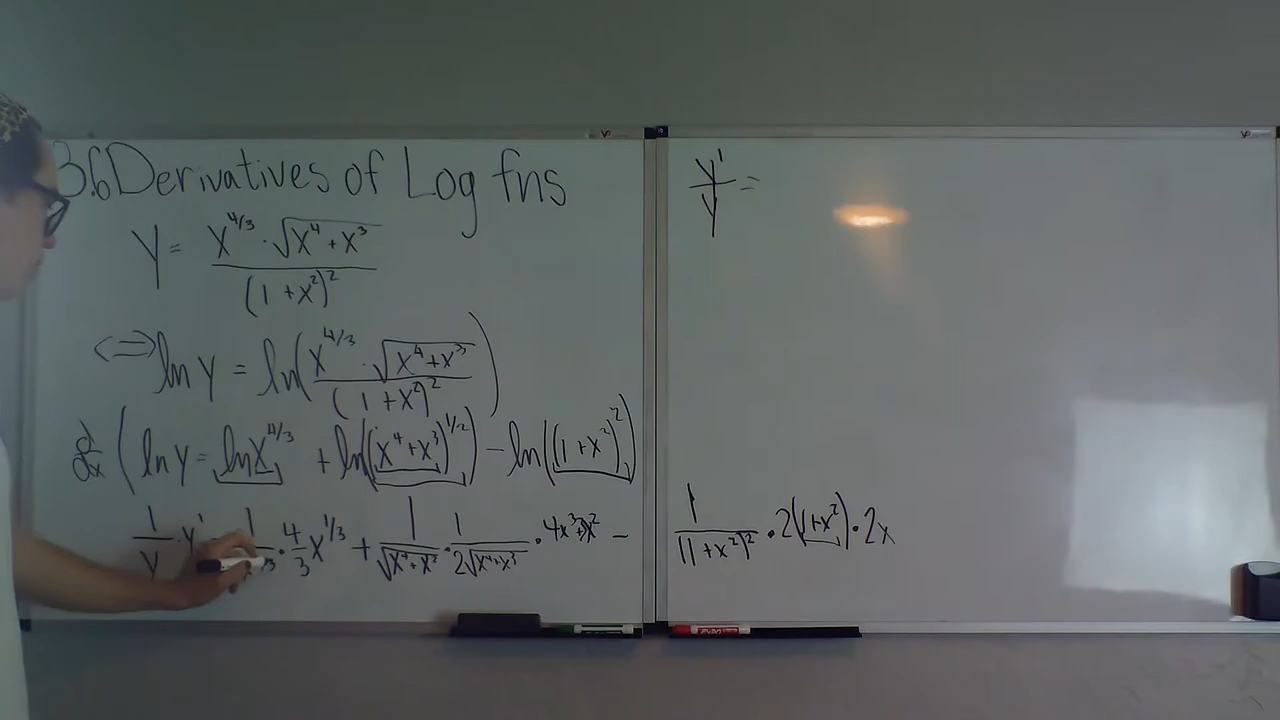 3.6 Derivatives of Log fns
y = x^{4/3} · √(x^4 + x^3) / (1 + x^2)^2
<=> ln y = ln(x^{4/3} · √(x^4 + x^3) / (1 + x^2)^2)
d/dx (ln y = ln x^{4/3} + ln((x^4 + x^3)^{1/2}) - ln((1 + x^2)^2)
1/y · y' 1 · 4/3 x^{1/3} + 1/√(x^4 + x^2) · 1/(2√(x^4 + x^3)) · 4x^3 + 3x^2 - 1/(1 + x^2)^2 · 2(1 + x^2) · 2x
y'/y =